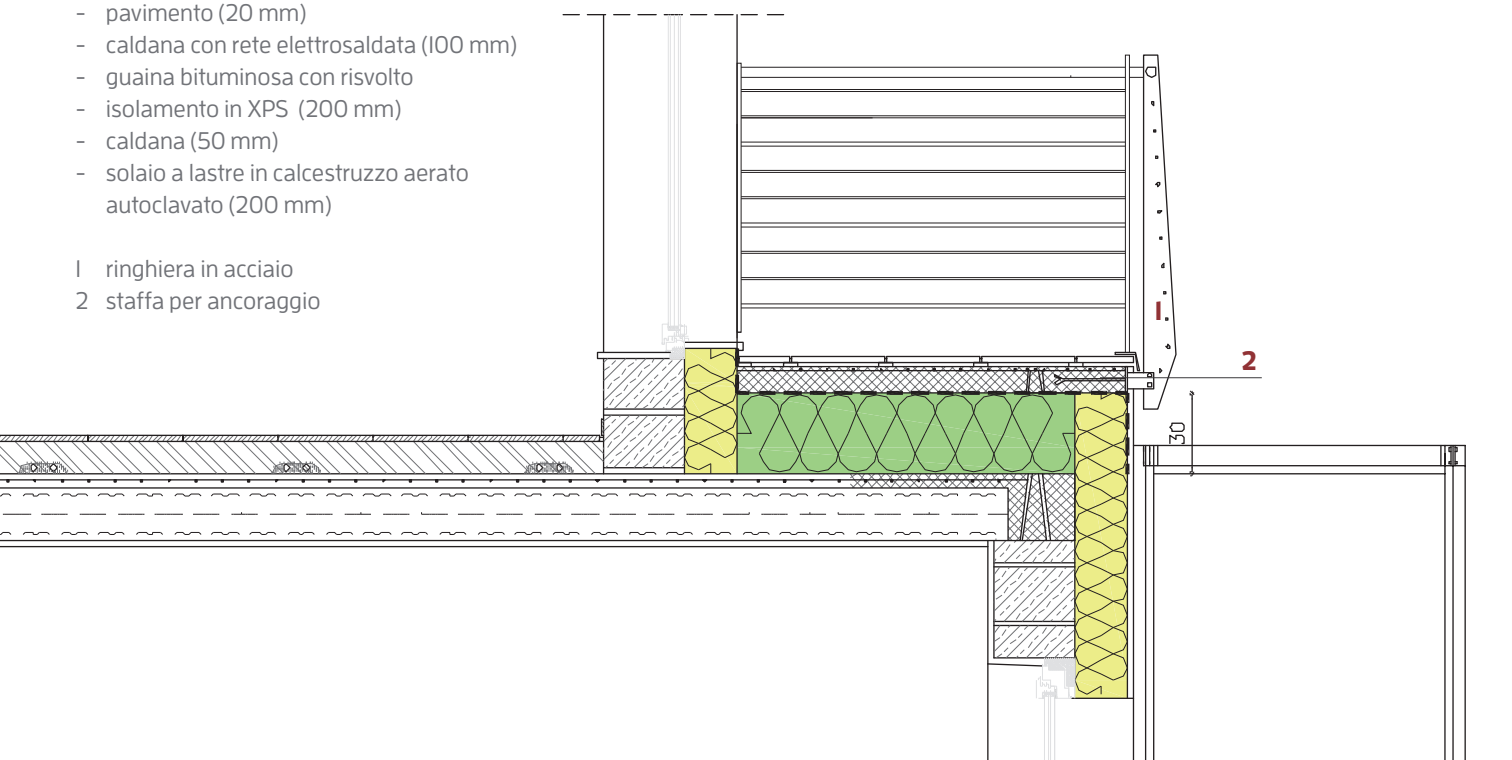 - pavimento (20 mm)
- caldana con rete elettrosaldata (100 mm)
- guaina bituminosa con risvolto
- isolamento in XPS (200 mm)
- caldana (50 mm)
- solaio a lastre in calcestruzzo aerato
autoclavato (200 mm)
1 ringhiera in acciaio
2 staffa per ancoraggio
1
2
30